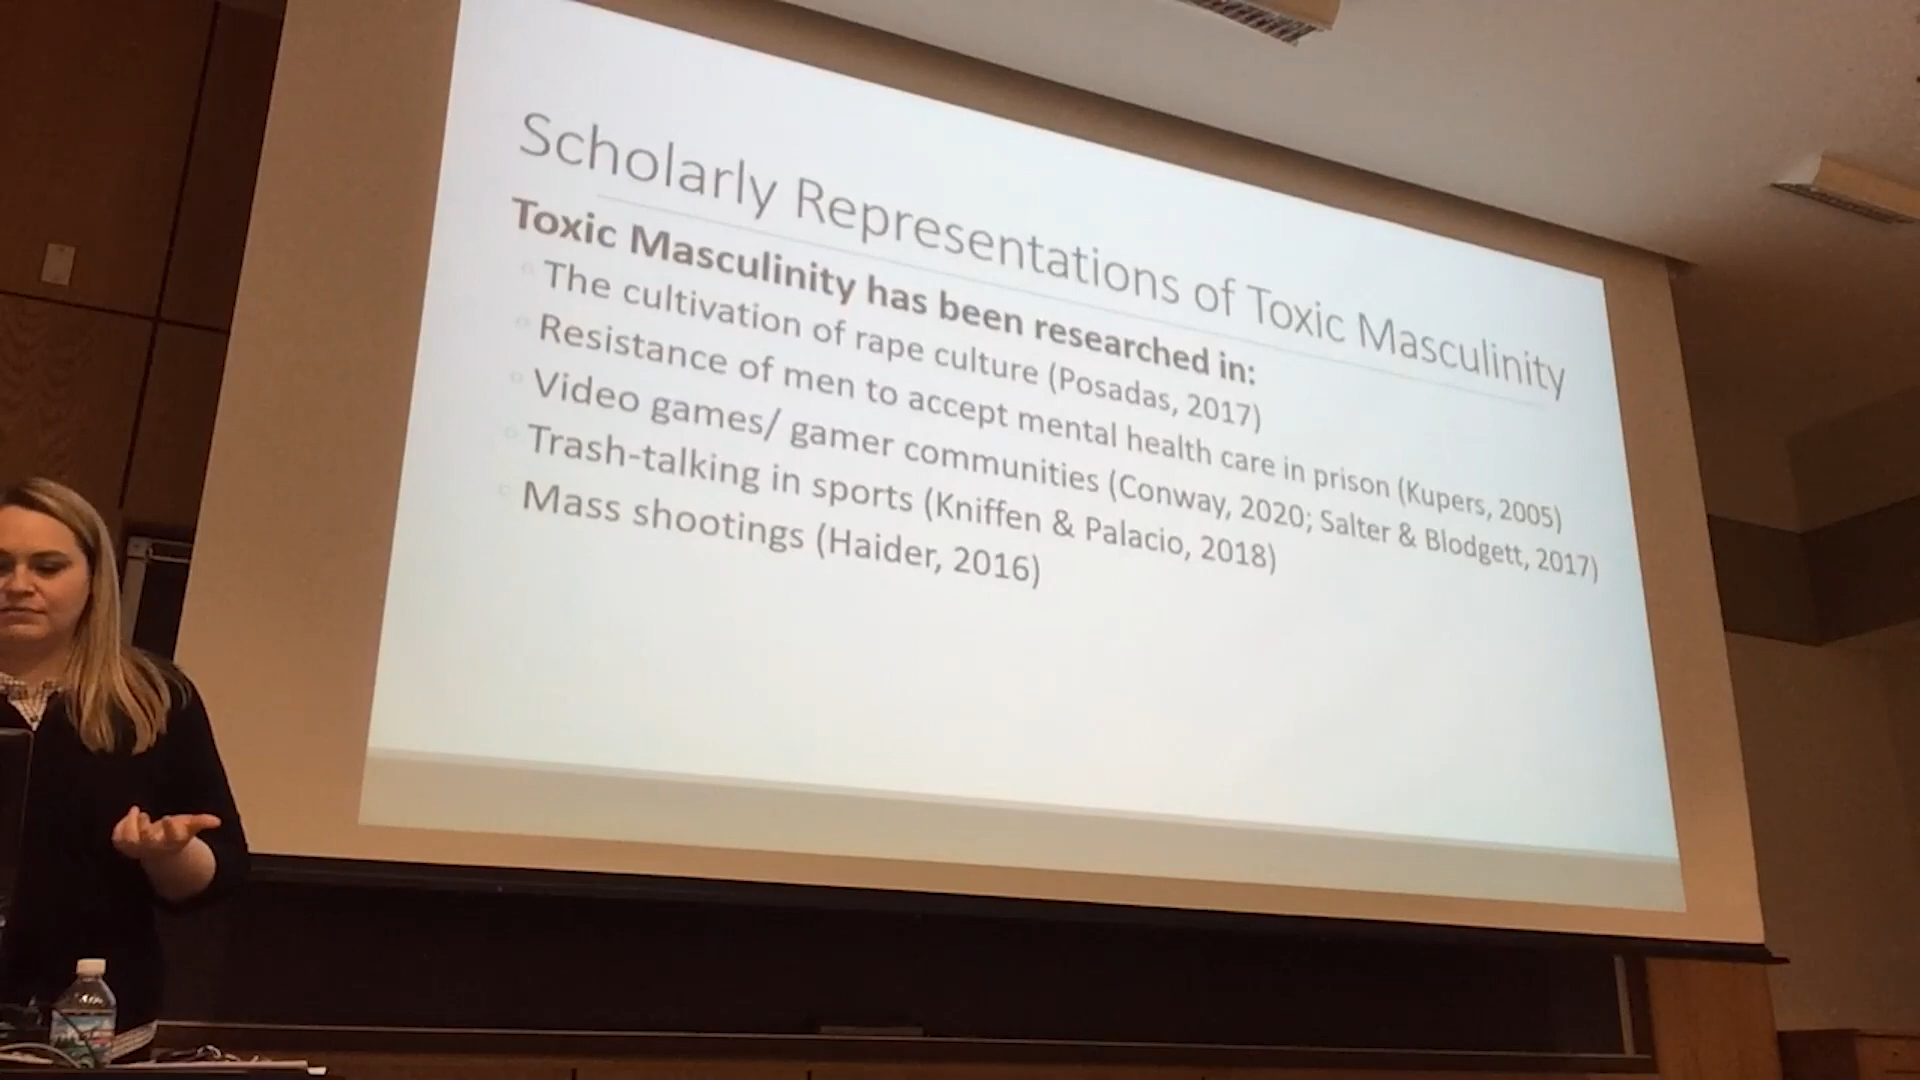 Scholarly Representations of Toxic Masculinity
Toxic Masculinity has been researched in:
The cultivation of rape culture (Posadas, 2017)
Resistance of men to accept mental health care in prison (Kupers, 2005)
Video games/ gamer communities (Conway, 2020; Salter & Blodgett, 2017)
Trash-talking in sports (Kniffen & Palacio, 2018)
Mass shootings (Haider, 2016)